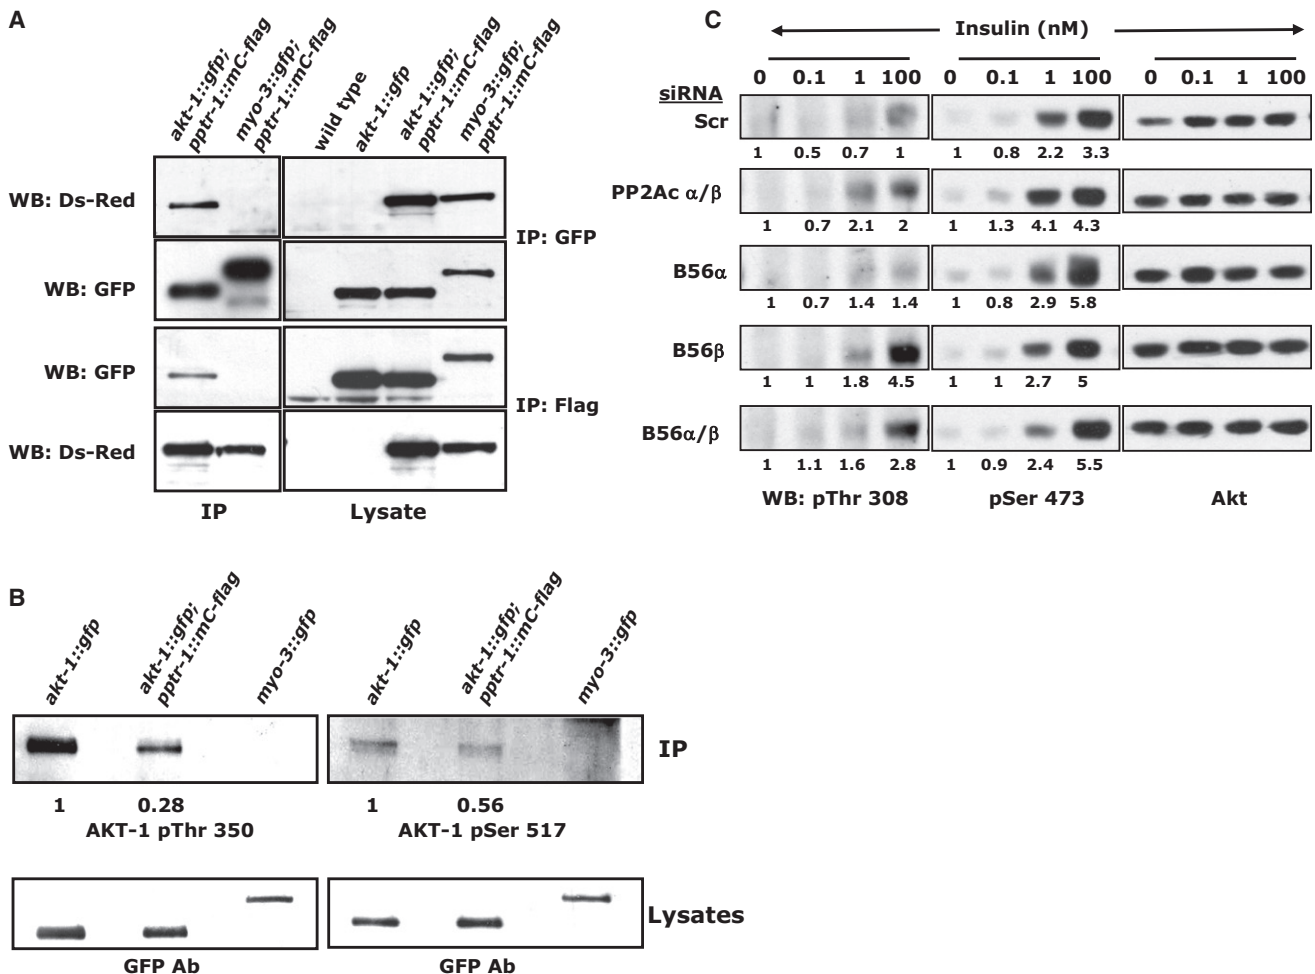 A
akt-1::gfp;
pptr-1::mC-flag
myo-3::gfp;
pptr-1::mC-flag
wild type
akt-1::gfp
akt-1::gfp;
pptr-1::mC-flag
myo-3::gfp;
pptr-1::mC-flag
WB: Ds-Red
IP: GFP
WB: GFP
WB: GFP
IP: Flag
WB: Ds-Red
IP Lysate
B
akt-1::gfp
akt-1::gfp;
pptr-1::mC-flag
myo-3::gfp
akt-1::gfp
akt-1::gfp;
pptr-1::mC-flag
myo-3::gfp
IP
1 0.28 1 0.56
AKT-1 pThr 350 AKT-1 pSer 517
Lysates
GFP Ab GFP Ab
C
Insulin (nM)
0 0.1 1 100 0 0.1 1 100 0 0.1 1 100
siRNA
Scr
1 0.5 0.7 1 1 0.8 2.2 3.3
PP2Ac α/β
1 0.7 2.1 2 1 1.3 4.1 4.3
B56α
1 0.7 1.4 1.4 1 0.8 2.9 5.8
B56β
1 1 1.8 4.5 1 1 2.7 5
B56α/β
1 1.1 1.6 2.8 1 0.9 2.4 5.5
WB: pThr 308 pSer 473 Akt